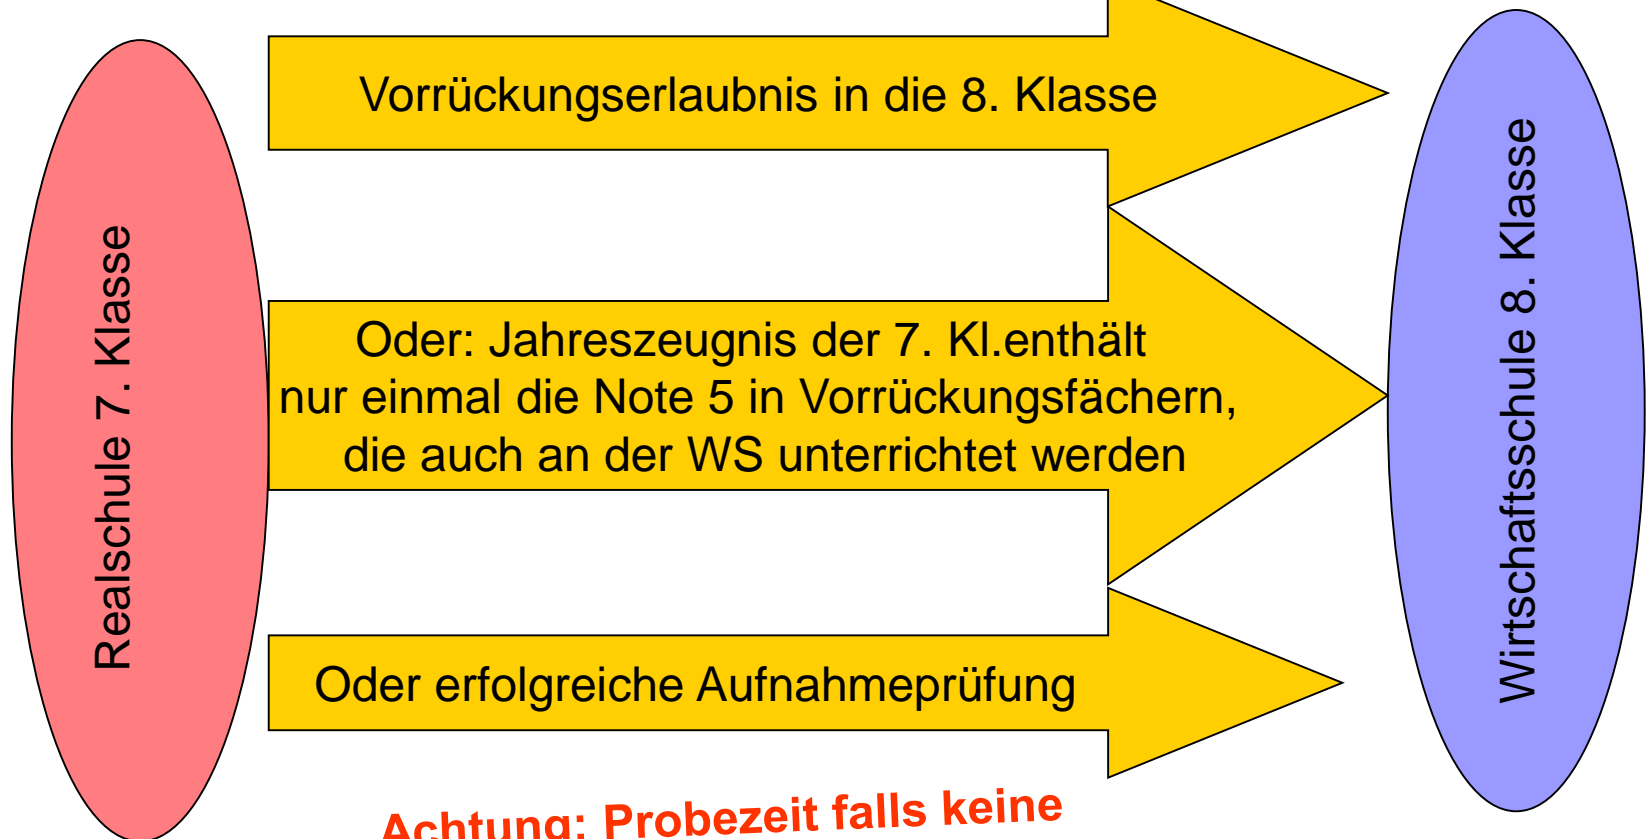 Realschule 7. Klasse
Vorrückungserlaubnis in die 8. Klasse
Oder: Jahreszeugnis der 7. Kl.enthält
nur einmal die Note 5 in Vorrückungsfächern,
die auch an der WS unterrichtet werden
Oder erfolgreiche Aufnahmeprüfung
Wirtschaftsschule 8. Klasse
Achtung: Probezeit falls keine